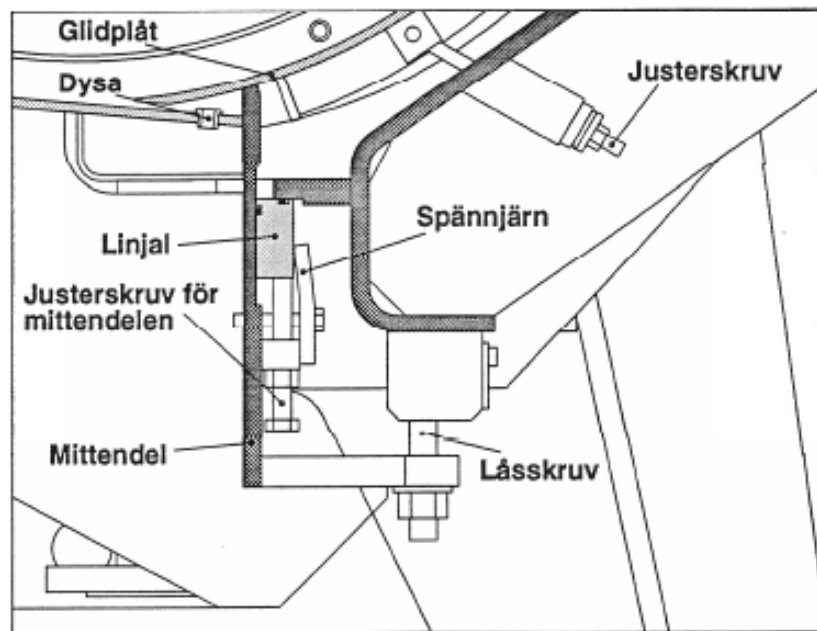 Glidplåt
Dysa
Justerskruv
Spännjärn
Linjal
Justerskruv för
mittendelen
Mittendel
Låsskruv